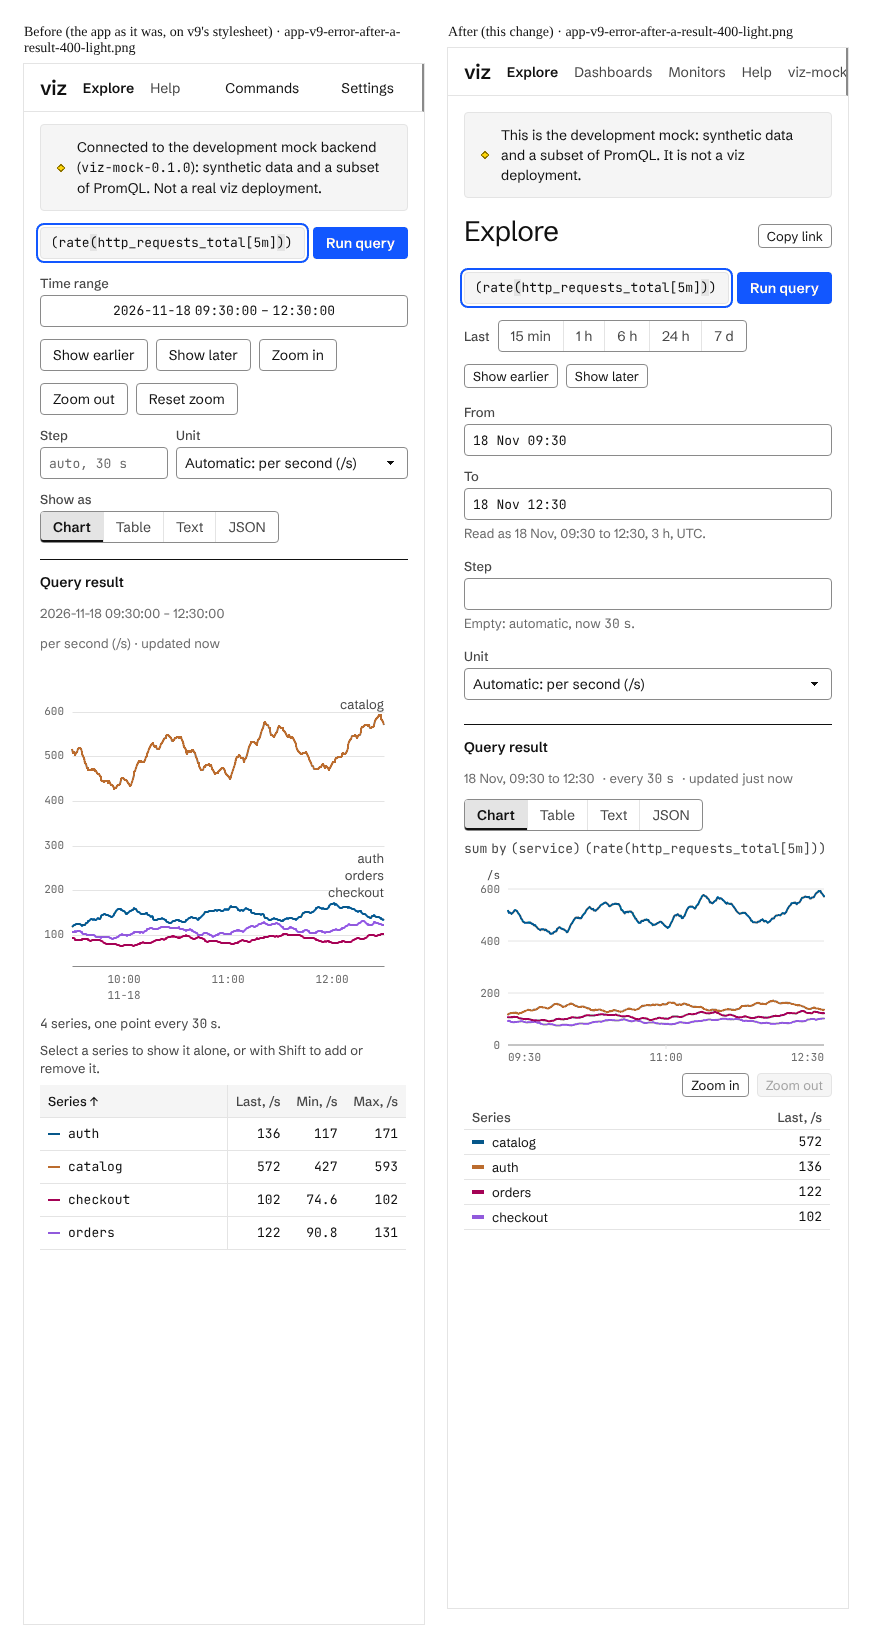 Before (the app as it was, on v9's stylesheet) · app-v9-error-after-a-
result-400-light.png
viz Explore Help Commands Settings
Connected to the development mock backend
(viz-mock-0.1.0): synthetic data and a subset
of PromQL. Not a real viz deployment.
(rate(http_requests_total[5m])) Run query
Time range
2026-11-18 09:30:00 – 12:30:00
Show earlier Show later Zoom in
Zoom out Reset zoom
Step Unit
auto, 30 s Automatic: per second (/s)
Show as
Chart Table Text JSON
Query result
2026-11-18 09:30:00 – 12:30:00
per second (/s) · updated now
catalog
600
500
400
300
auth
orders
200
checkout
100
10:00 11:00 12:00
11-18
4 series, one point every 30 s.
Select a series to show it alone, or with Shift to add or
remove it.
Series ↑ Last, /s Min, /s Max, /s
auth 136 117 171
catalog 572 427 593
checkout 102 74.6 102
orders 122 90.8 131
After (this change) · app-v9-error-after-a-result-400-light.png
viz Explore Dashboards Monitors Help viz-mock
This is the development mock: synthetic data
and a subset of PromQL. It is not a viz
deployment.
Explore Copy link
(rate(http_requests_total[5m])) Run query
Last 15 min 1 h 6 h 24 h 7 d
Show earlier Show later
From
18 Nov 09:30
To
18 Nov 12:30
Read as 18 Nov, 09:30 to 12:30, 3 h, UTC.
Step
Empty: automatic, now 30 s.
Unit
Automatic: per second (/s)
Query result
18 Nov, 09:30 to 12:30 · every 30 s · updated just now
Chart Table Text JSON
sum by (service) (rate(http_requests_total[5m]))
/s
600
400
200
0
09:30 11:00 12:30
Zoom in Zoom out
Series Last, /s
catalog 572
auth 136
orders 122
checkout 102